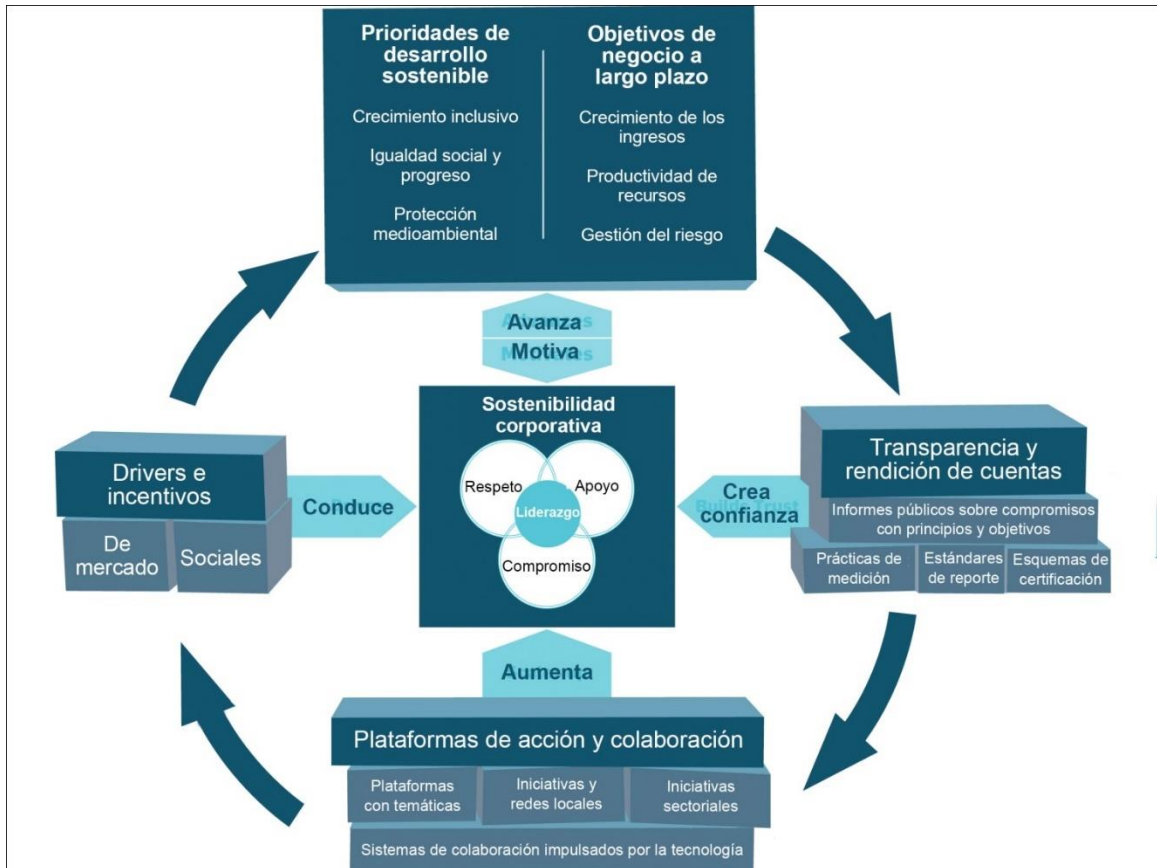 Prioridades de
desarrollo
sostenible
Crecimiento inclusivo
Igualdad social y
progreso
Protección
medioambiental
Objetivos de
negocio a
largo plazo
Crecimiento de los
ingresos
Productividad de
recursos
Gestión del riesgo
Avanza
Motiva
Sostenibilidad
corporativa
Respeto
Apoyo
Liderazgo
Compromiso
Drivers e
incentivos
De
mercado
Sociales
Conduce
Crea
confianza
Transparencia y
rendición de cuentas
Informes públicos sobre compromisos
con principios y objetivos
Prácticas de
medición
Estándares
de reporte
Esquemas de
certificación
Aumenta
Plataformas de acción y colaboración
Plataformas
con temáticas
Iniciativas y
redes locales
Iniciativas
sectoriales
Sistemas de colaboración impulsados por la tecnología